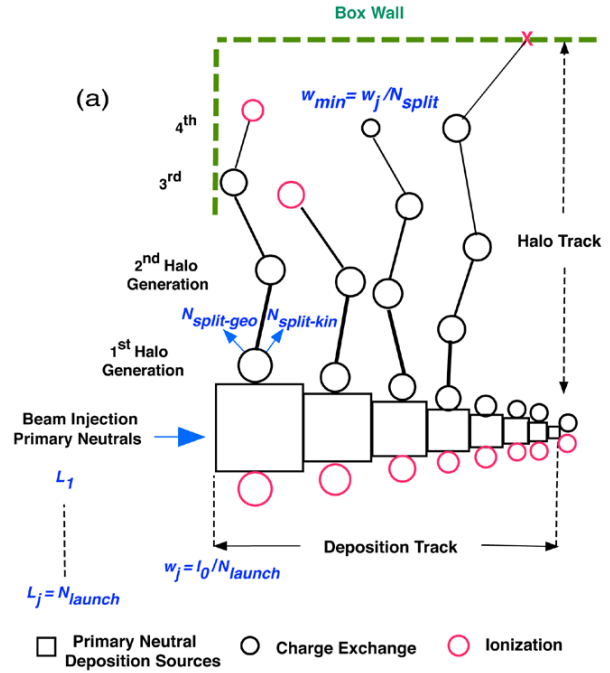 Box Wall
X
(a)
w_min = w_j / N_split
4th
3rd
2nd Halo
Generation
N_split-geo N_split-kin
Halo Track
1st Halo
Generation
Beam Injection
Primary Neutrals
L_1
Deposition Track
w_j = I_0 / N_launch
L_j = N_launch
Primary Neutral
Deposition Sources
Charge Exchange
Ionization